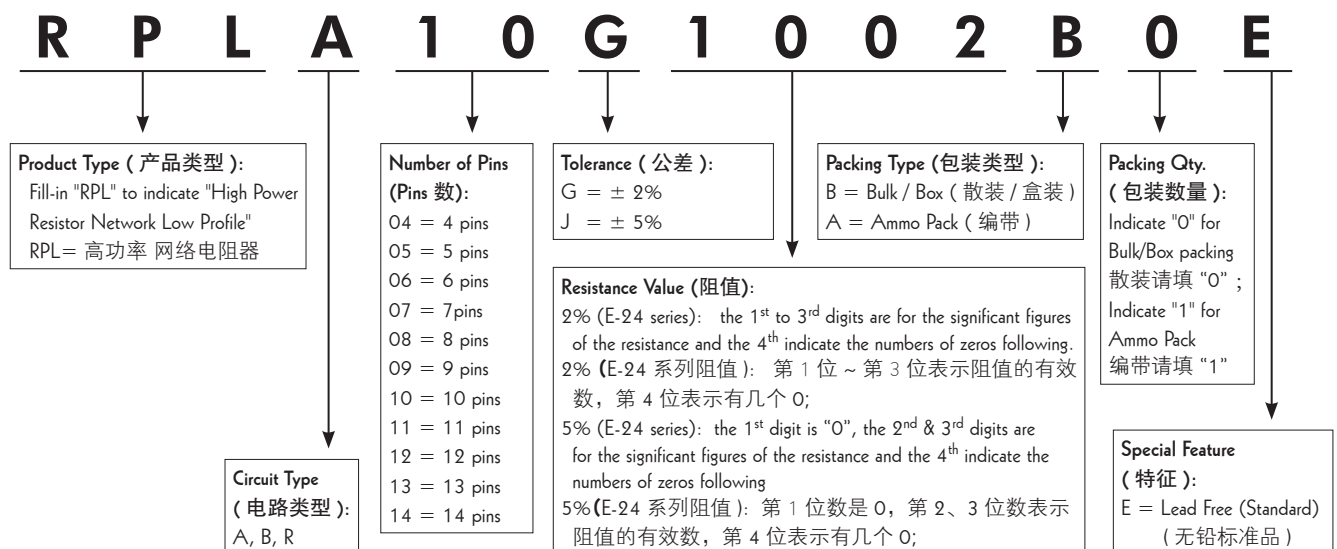 R P L A 1 0 G 1 0 0 2 B 0 E
Product Type ( 产品类型 ):
Fill-in "RPL" to indicate "High Power
Resistor Network Low Profile"
RPL= 高功率 网络电阻器
Circuit Type
( 电路类型 ):
A, B, R
Number of Pins
(Pins 数):
04 = 4 pins
05 = 5 pins
06 = 6 pins
07 = 7pins
08 = 8 pins
09 = 9 pins
10 = 10 pins
11 = 11 pins
12 = 12 pins
13 = 13 pins
14 = 14 pins
Tolerance ( 公差 ):
G = ± 2%
J = ± 5%
Resistance Value (阻值):
2% (E-24 series): the 1st to 3rd digits are for the significant figures
of the resistance and the 4th indicate the numbers of zeros following.
2% (E-24 系列阻值 ): 第 1 位 ~ 第 3 位表示阻值的有效
数，第 4 位表示有几个 0;
5% (E-24 series): the 1st digit is "0", the 2nd & 3rd digits are
for the significant figures of the resistance and the 4th indicate the
numbers of zeros following
5%(E-24 系列阻值 ): 第 1 位数是 0，第 2、3 位数表示
阻值的有效数，第 4 位表示有几个 0;
Packing Type (包装类型):
B = Bulk / Box ( 散装 / 盒装 )
A = Ammo Pack ( 编带 )
Packing Qty.
( 包装数量 ):
Indicate "0" for
Bulk/Box packing
散装请填 “0” ;
Indicate "1" for
Ammo Pack
编带请填 “1”
Special Feature
( 特征 ):
E = Lead Free (Standard)
( 无铅标准品 )